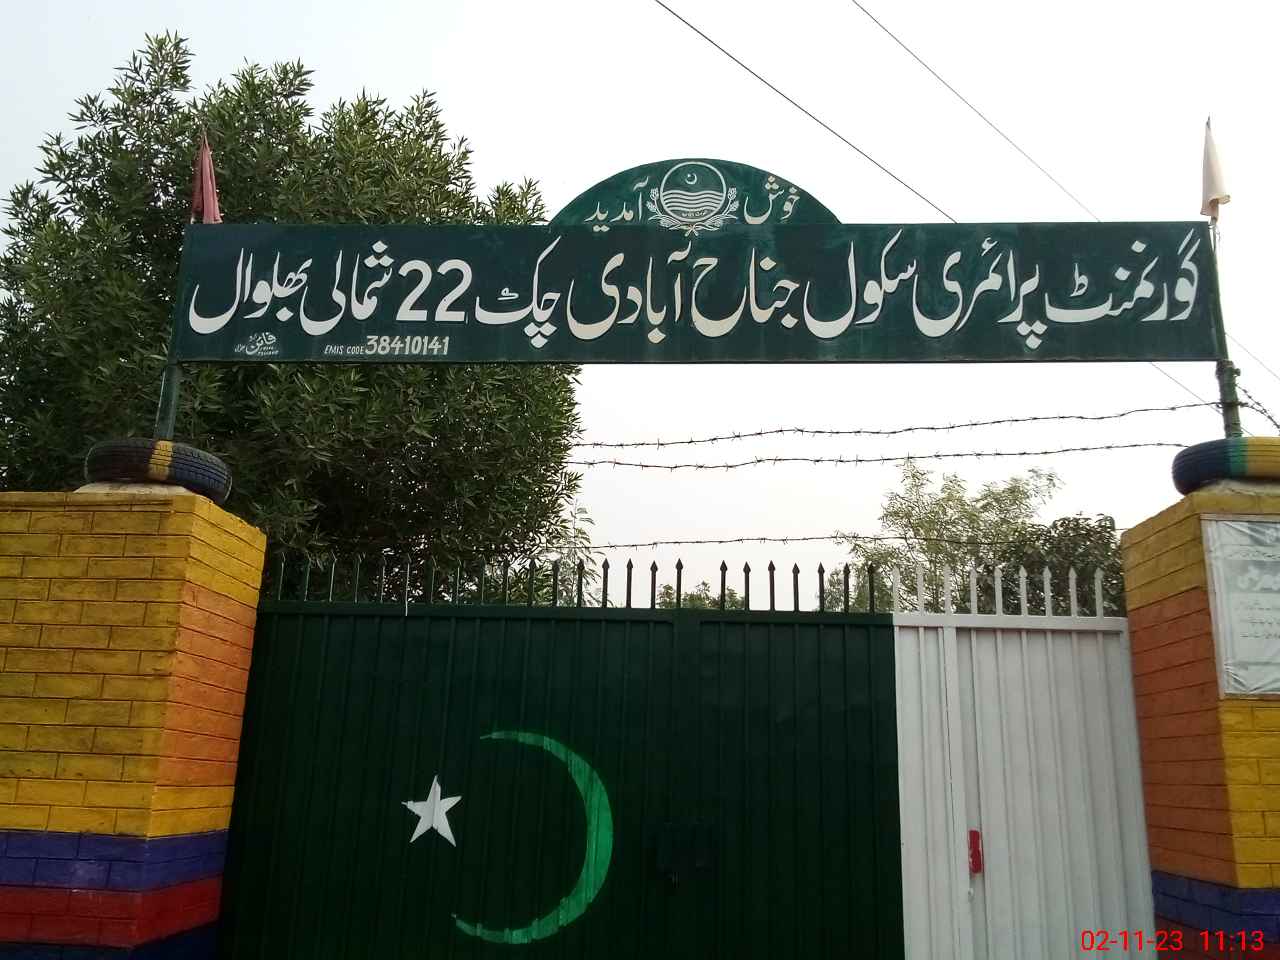 خوش آمدید
گورنمنٹ پرائمری سکول جناح آبادی چک 22 شمالی بھلوال
EMIS CODE 38410141
فائن
02-11-23 11:13